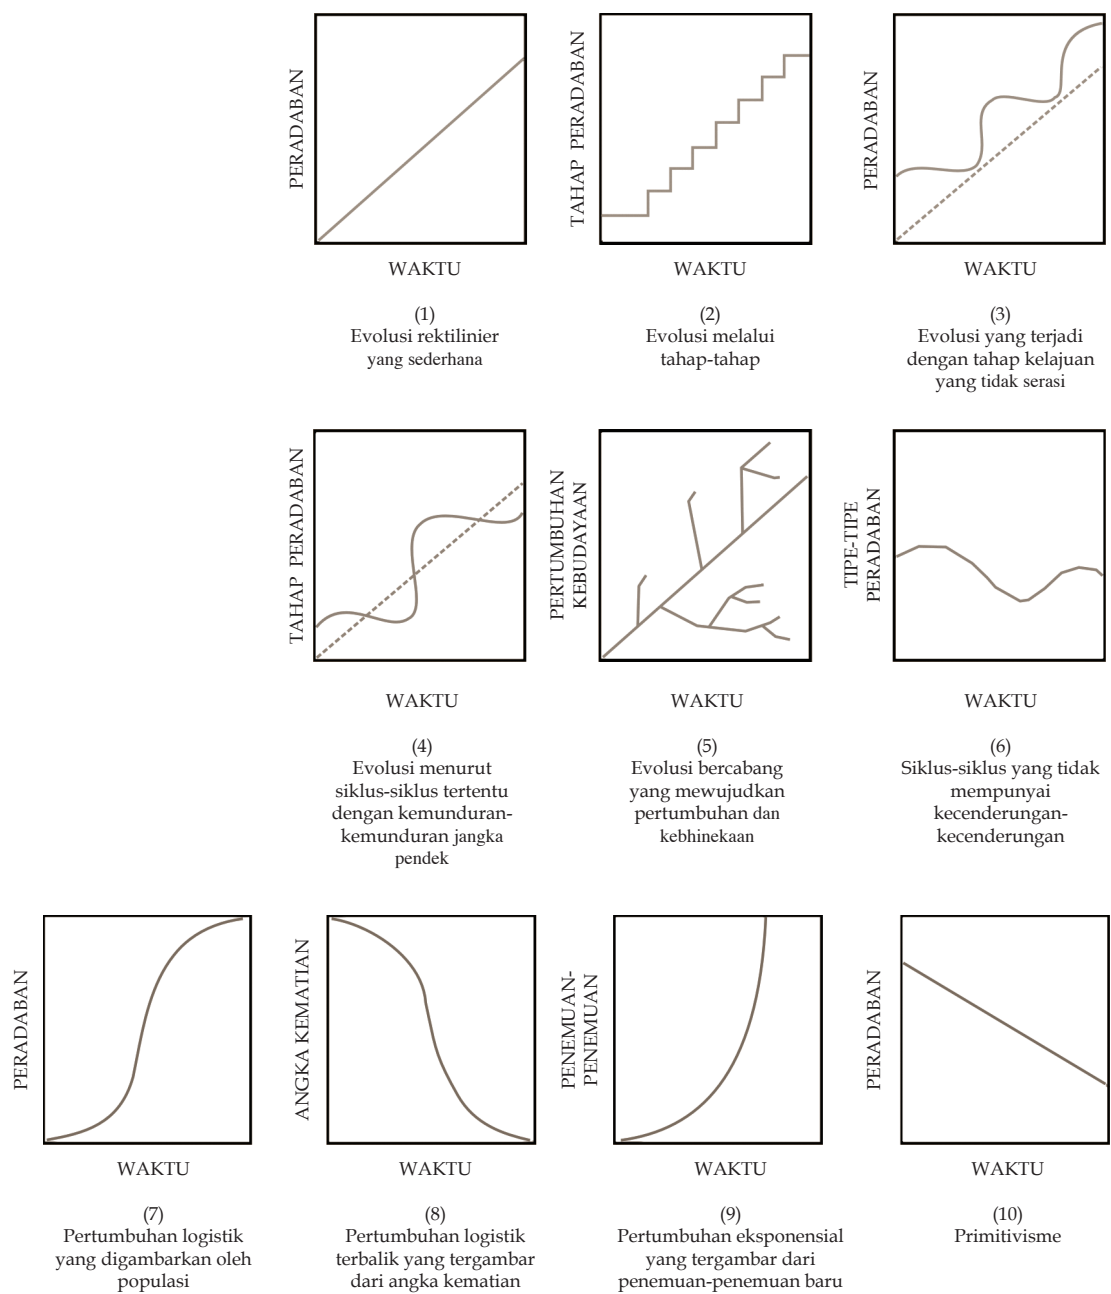 PERADABAN
WAKTU
(1)
Evolusi rektilinier
yang sederhana
TAHAP PERADABAN
WAKTU
(2)
Evolusi melalui
tahap-tahap
PERADABAN
WAKTU
(3)
Evolusi yang terjadi
dengan tahap kelajuan
yang tidak serasi
TAHAP PERADABAN
WAKTU
(4)
Evolusi menurut
siklus-siklus tertentu
dengan kemunduran-
kemunduran jangka
pendek
PERTUMBUHAN
KEBUDAYAAN
WAKTU
(5)
Evolusi bercabang
yang mewujudkan
pertumbuhan dan
kebhinekaan
TIPE-TIPE
PERADABAN
WAKTU
(6)
Siklus-siklus yang tidak
mempunyai
kecenderungan-
kecenderungan
PERADABAN
WAKTU
(7)
Pertumbuhan logistik
yang digambarkan oleh
populasi
ANGKA KEMATIAN
WAKTU
(8)
Pertumbuhan logistik
terbalik yang tergambar
dari angka kematian
PENEMUAN-
PENEMUAN
WAKTU
(9)
Pertumbuhan eksponensial
yang tergambar dari
penemuan-penemuan baru
PERADABAN
WAKTU
(10)
Primitivisme